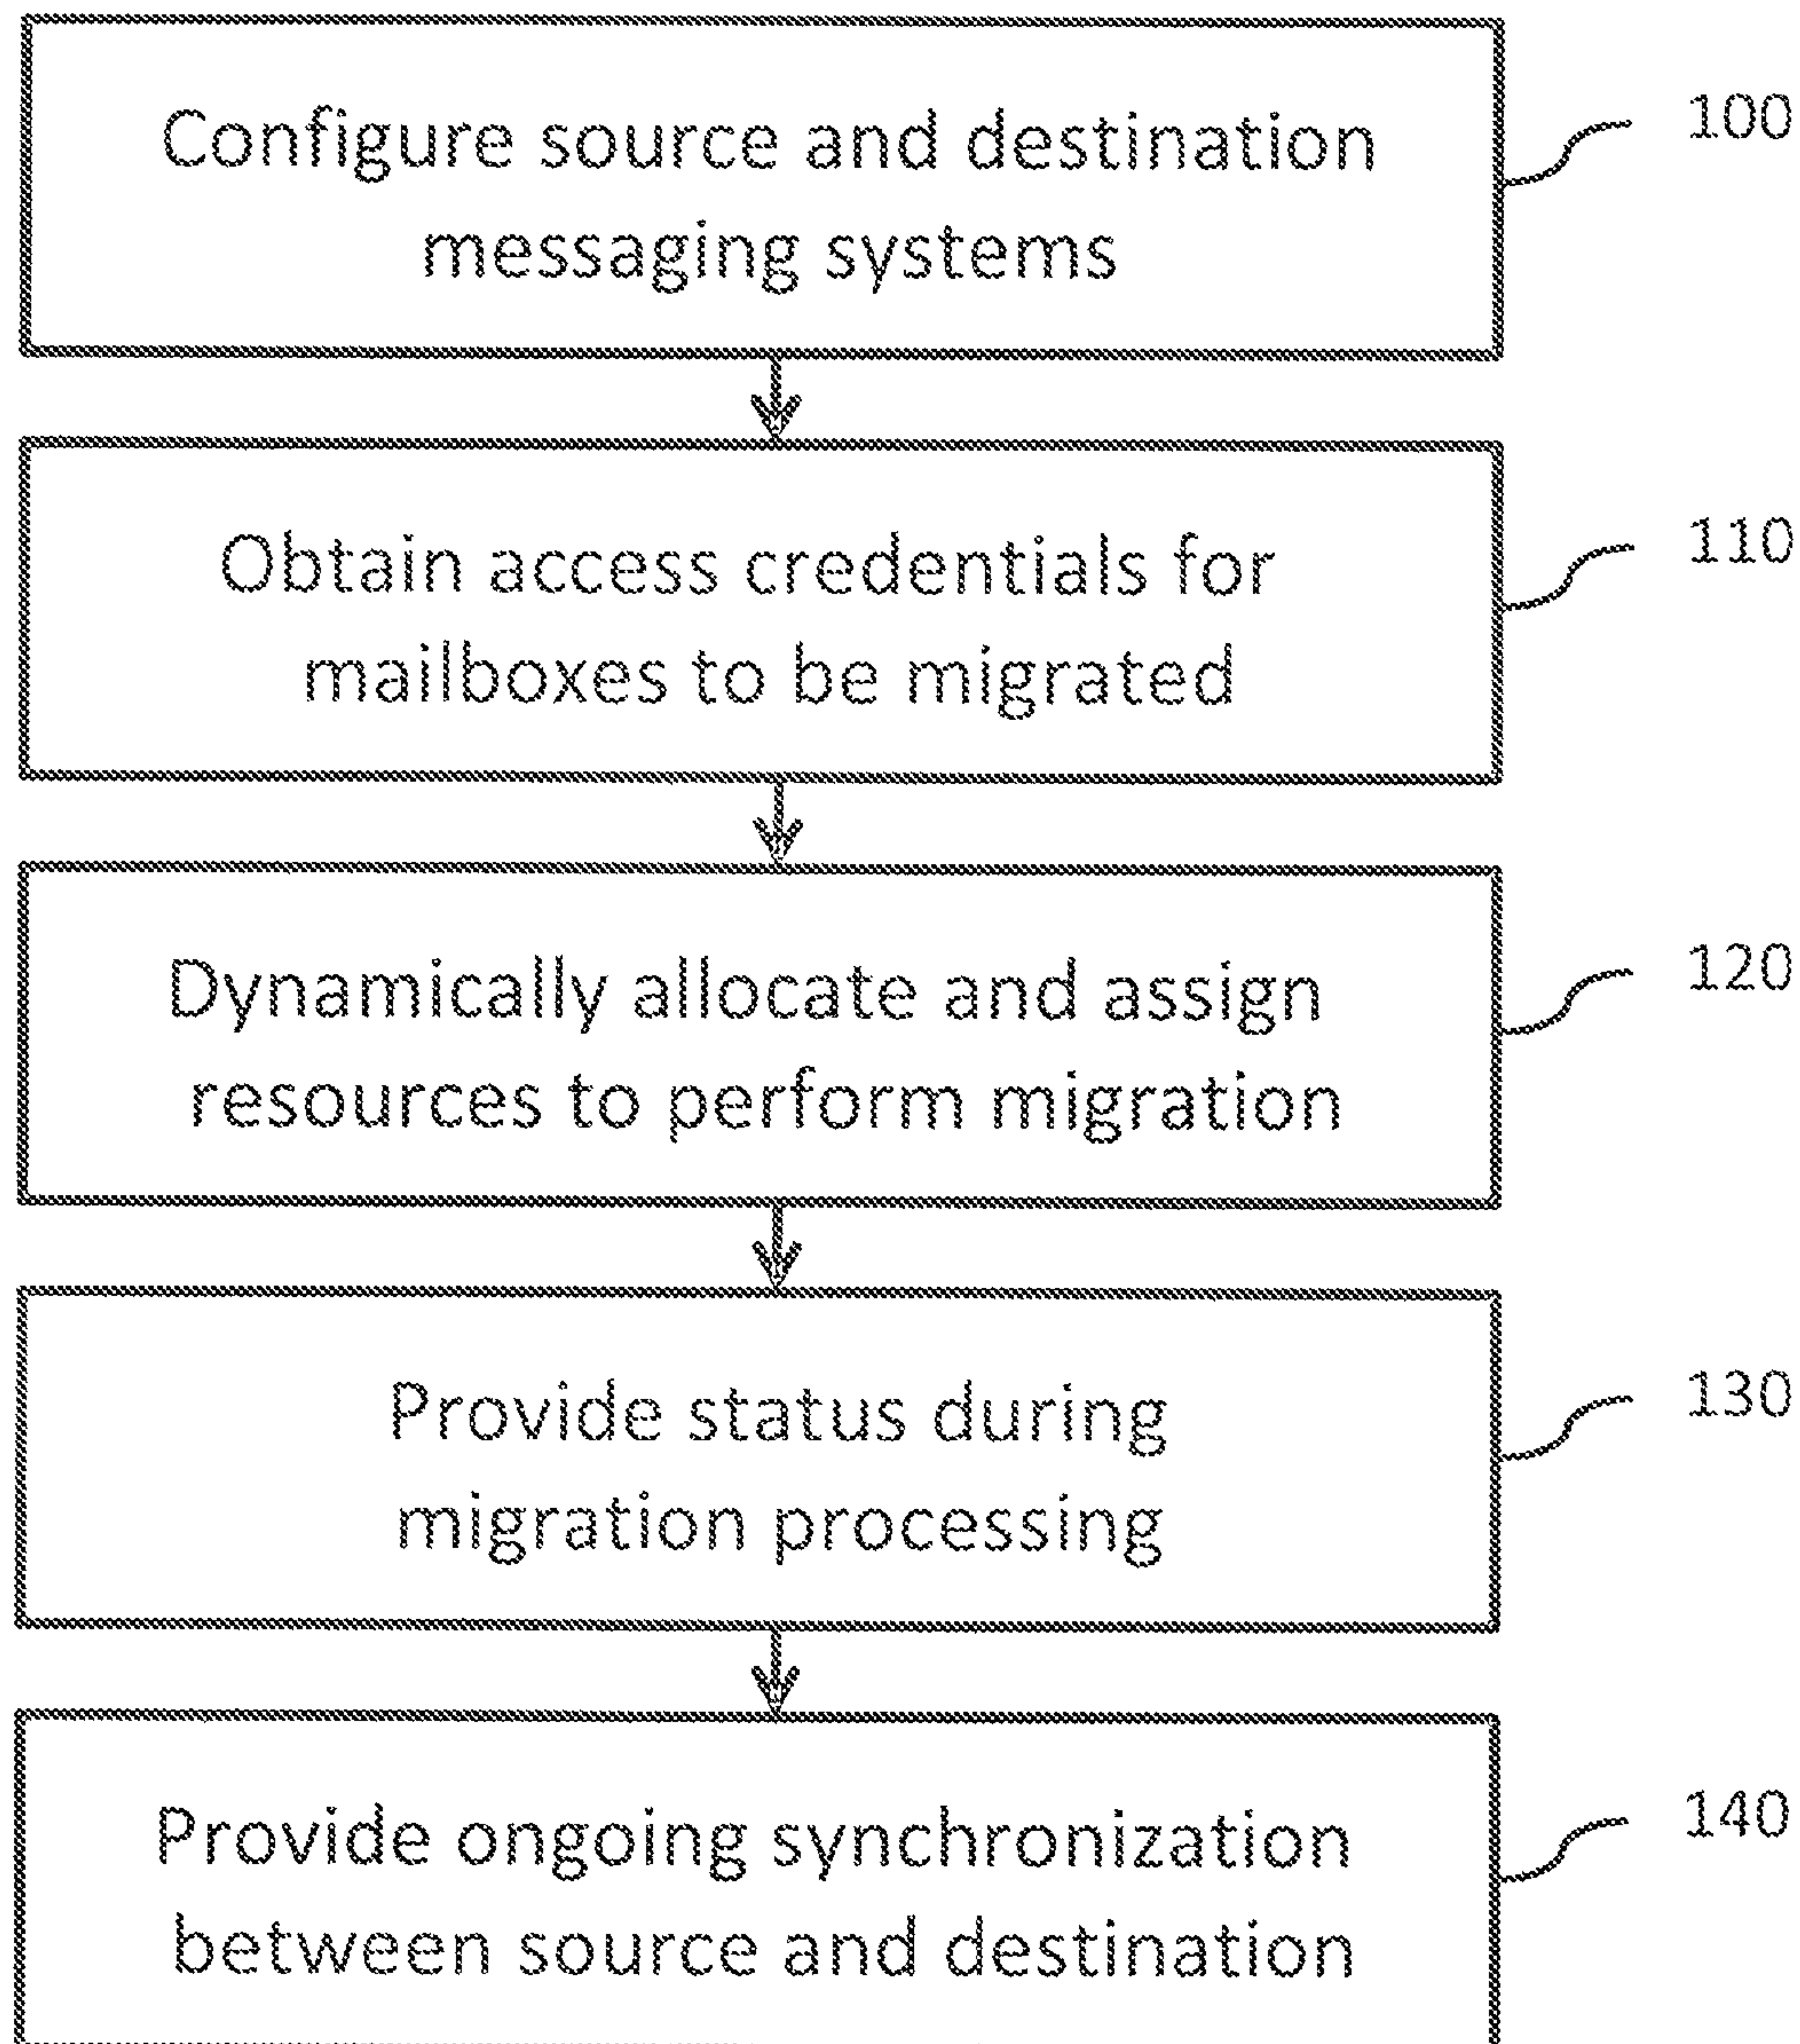 Configure source and destination
messaging systems
100
Obtain access credentials for
mailboxes to be migrated
110
Dynamically allocate and assign
resources to perform migration
120
Provide status during
migration processing
130
Provide ongoing synchronization
between source and destination
140